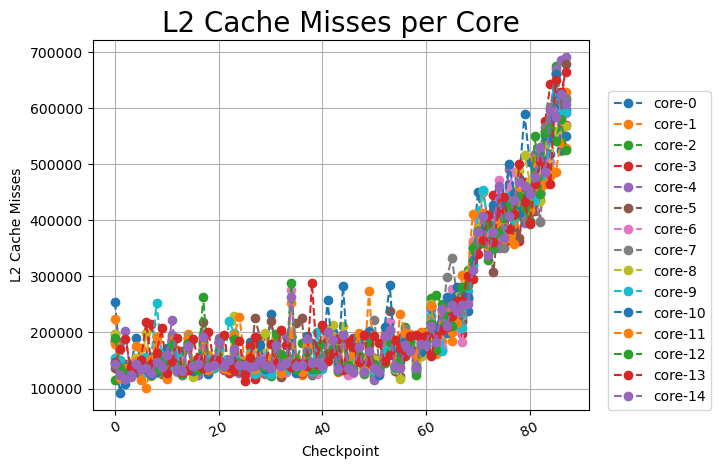 L2 Cache Misses per Core
700000
600000
500000
400000
300000
200000
100000
L2 Cache Misses
0
20
40
60
80
Checkpoint
core-0
core-1
core-2
core-3
core-4
core-5
core-6
core-7
core-8
core-9
core-10
core-11
core-12
core-13
core-14